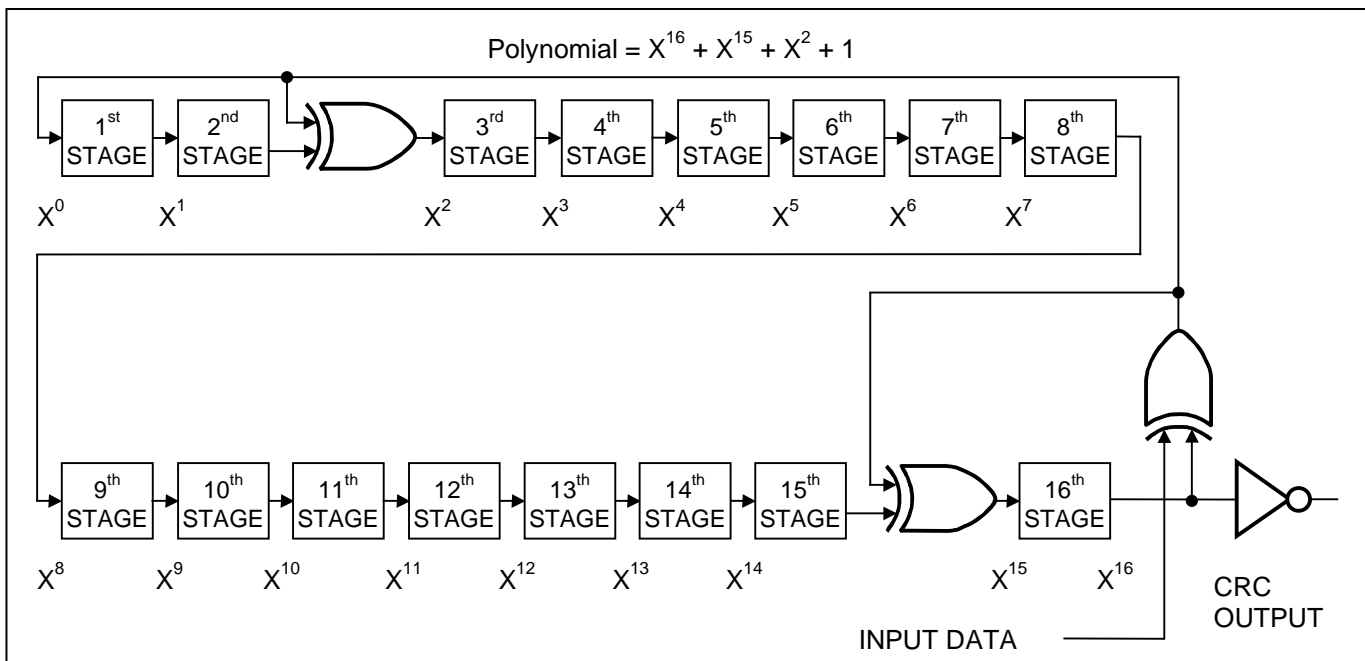 Polynomial = X¹⁶ + X¹⁵ + X² + 1
1ˢᵗ STAGE
2ⁿᵈ STAGE
3ʳᵈ STAGE
4ᵗʰ STAGE
5ᵗʰ STAGE
6ᵗʰ STAGE
7ᵗʰ STAGE
8ᵗʰ STAGE
X⁰ X¹ X² X³ X⁴ X⁵ X⁶ X⁷
9ᵗʰ STAGE
10ᵗʰ STAGE
11ᵗʰ STAGE
12ᵗʰ STAGE
13ᵗʰ STAGE
14ᵗʰ STAGE
15ᵗʰ STAGE
16ᵗʰ STAGE
X⁸ X⁹ X¹⁰ X¹¹ X¹² X¹³ X¹⁴ X¹⁵ X¹⁶
CRC
OUTPUT
INPUT DATA